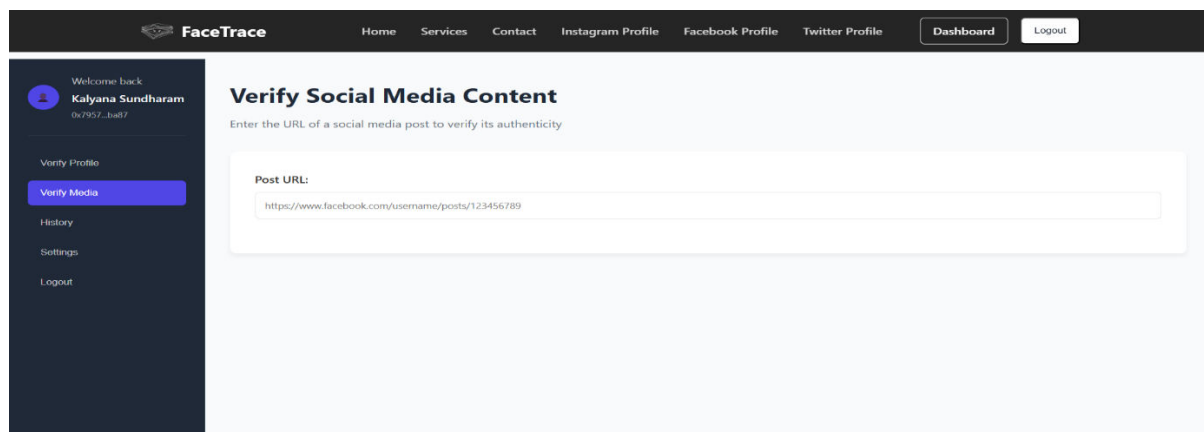 FaceTrace Home Services Contact Instagram Profile Facebook Profile Twitter Profile Dashboard Logout
Welcome back
Kalyana Sundharam
0x7957...ba87
Verify Profile
Verify Media
History
Settings
Logout
Verify Social Media Content
Enter the URL of a social media post to verify its authenticity
Post URL:
https://www.facebook.com/username/posts/123456789